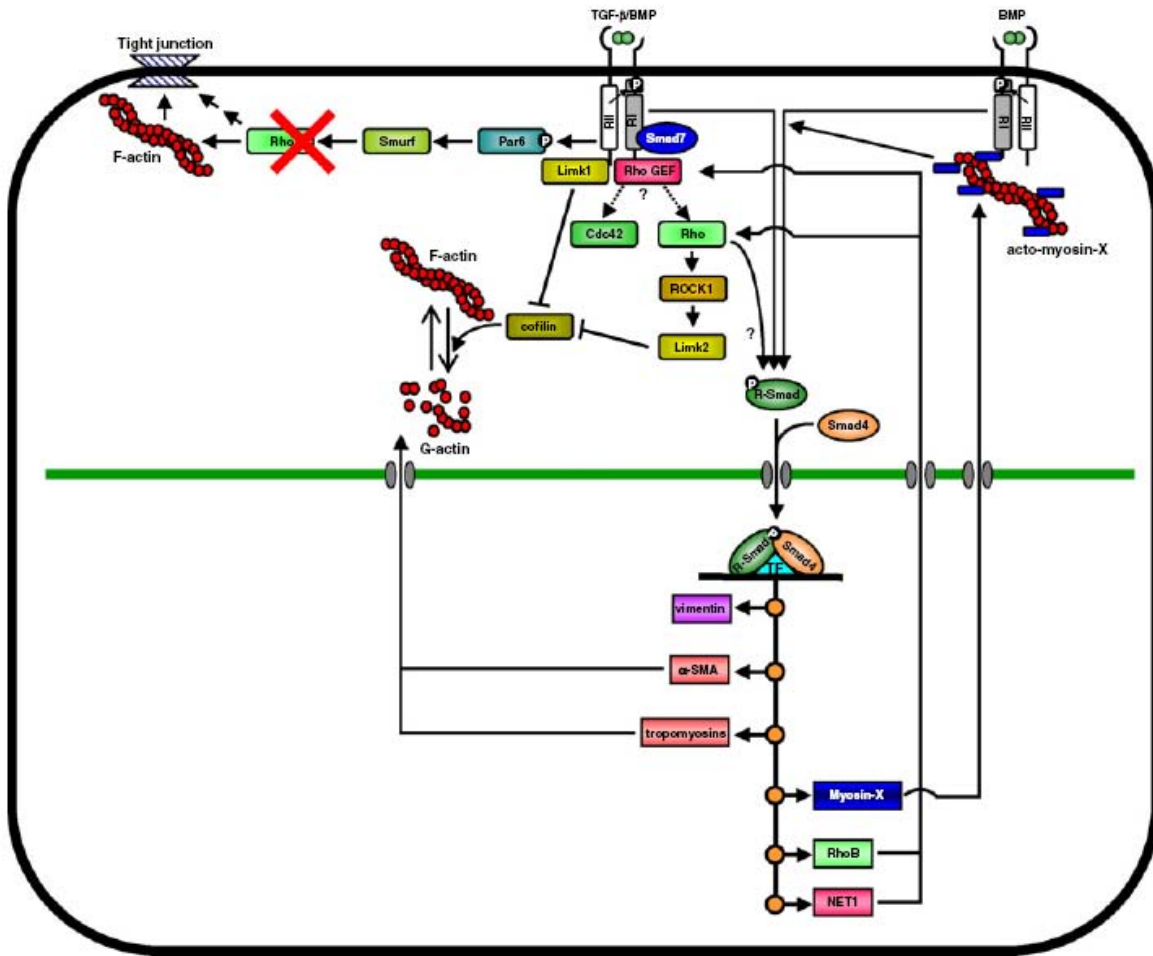 TGF-β/BMP
BMP
Tight junction
P
P
RII
RI
RI
RII
Smad7
Rho
Smurf
Par6
P
F-actin
Limk1
Rho GEF
?
Cdc42
Rho
acto-myosin-X
F-actin
ROCK1
cofilin
?
Limk2
P
R-Smad
Smad4
G-actin
P
R-Smad
Smad4
TF
vimentin
α-SMA
tropomyosins
Myosin-X
RhoB
NET1